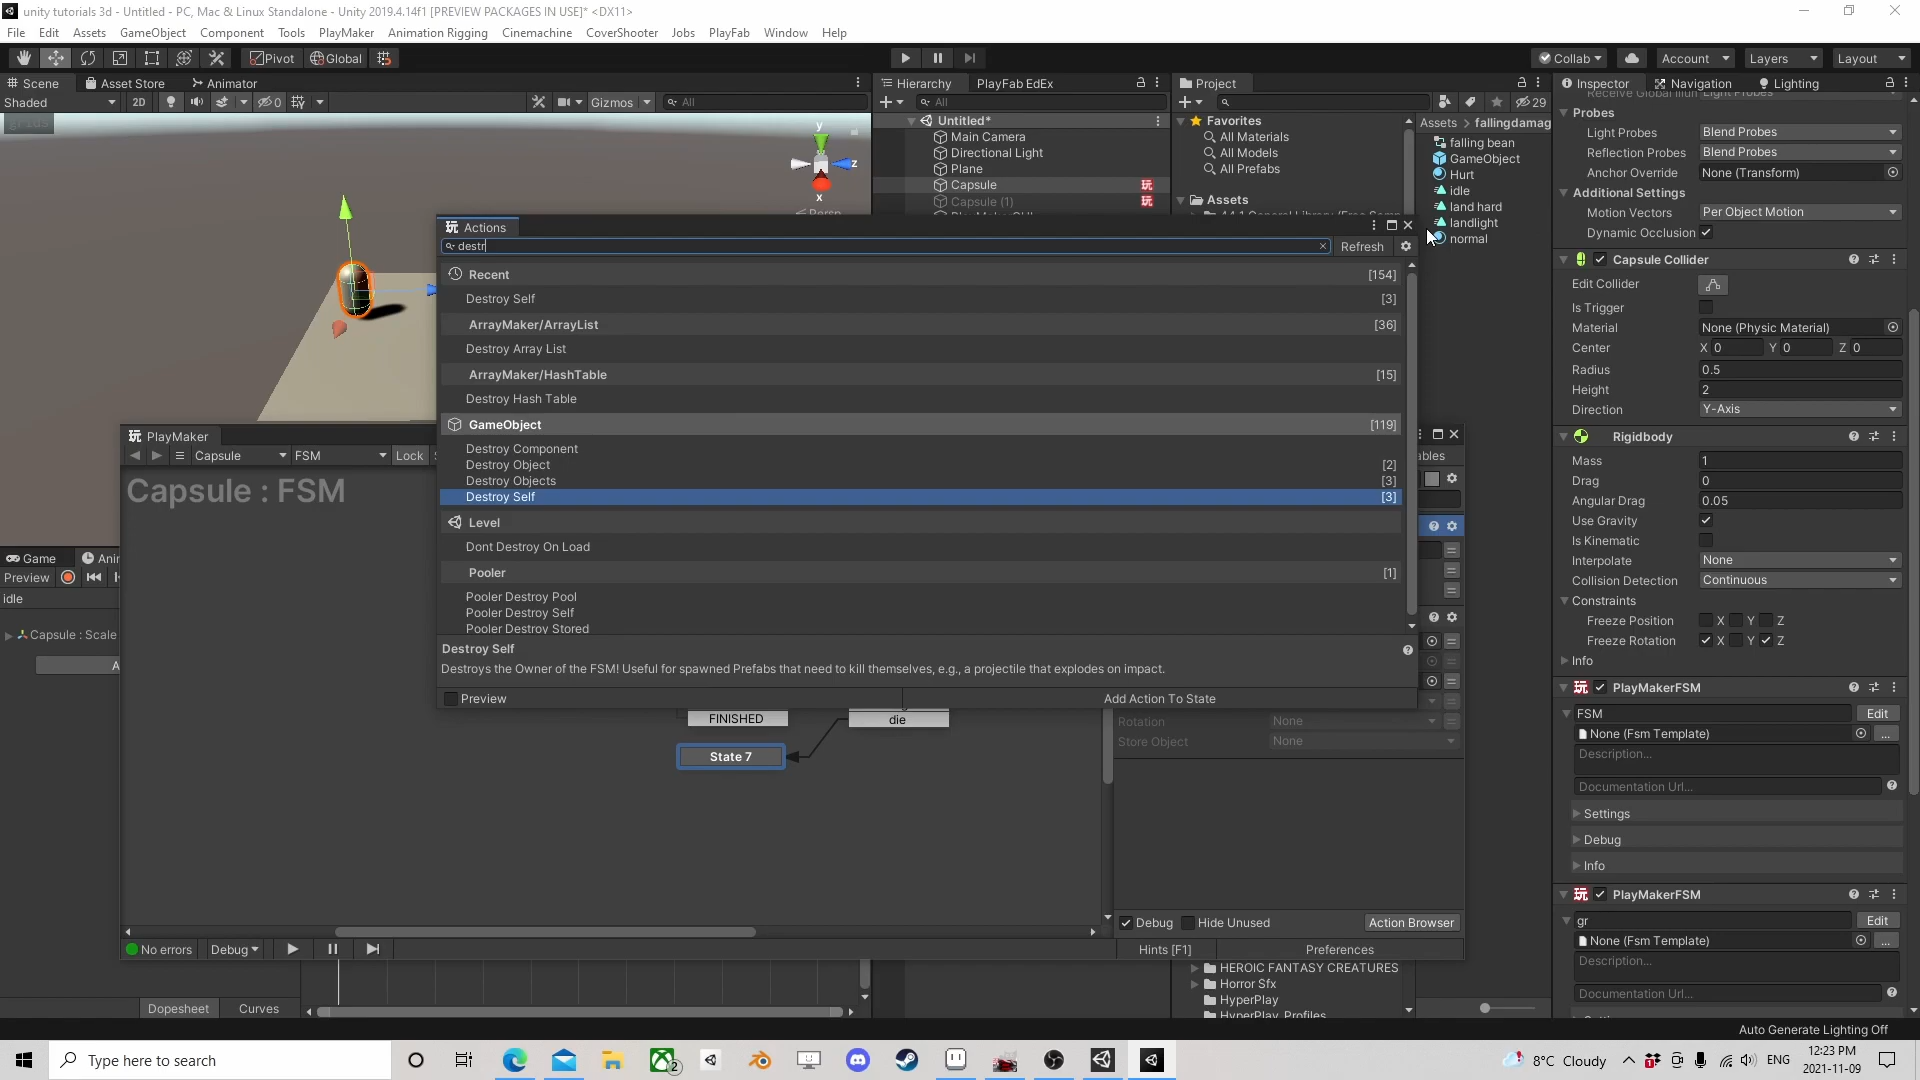 unity tutorials 3d - Untitled - PC, Mac & Linux Standalone - Unity 2019.4.14f1 [PREVIEW PACKAGES IN USE]* <DX11>
File Edit Assets GameObject Component Tools PlayMaker Animation Rigging Cinemachine CoverShooter Jobs PlayFab Window Help
Pivot Global Collab Account Layers Layout
Scene Asset Store Animator Hierarchy PlayFab EdEx Project Inspector Navigation Lighting
Shaded 2D 0 Gizmos All All 29
Untitled*
Main Camera
Directional Light
Plane
Capsule
Capsule (1)
Favorites
All Materials
All Models
All Prefabs
Assets
Assets > fallingdamag
falling bean
GameObject
Hurt
idle
land hard
landlight
normal
y
z
x
Persp
Actions
destr Refresh
Recent [154]
Destroy Self [3]
ArrayMaker/ArrayList [36]
Destroy Array List
ArrayMaker/HashTable [15]
Destroy Hash Table
GameObject [119]
Destroy Component
Destroy Object [2]
Destroy Objects [3]
Destroy Self [3]
Level
Dont Destroy On Load
Pooler [1]
Pooler Destroy Pool
Pooler Destroy Self
Pooler Destroy Stored
Destroy Self
Destroys the Owner of the FSM! Useful for spawned Prefabs that need to kill themselves, e.g., a projectile that explodes on impact.
Preview Add Action To State
PlayMaker
Capsule FSM Lock
Capsule : FSM
FINISHED
die
State 7
Rotation None
Store Object None
Debug Hide Unused Action Browser
No errors Debug Hints [F1] Preferences
Game Ani
Preview
idle
Capsule : Scale
A
Dopesheet Curves
HEROIC FANTASY CREATURES
Horror Sfx
HyperPlay
HyperPlay_Profiles
Probes
Light Probes Blend Probes
Reflection Probes Blend Probes
Anchor Override None (Transform)
Additional Settings
Motion Vectors Per Object Motion
Dynamic Occlusion
Capsule Collider
Edit Collider
Is Trigger
Material None (Physic Material)
Center X 0 Y 0 Z 0
Radius 0.5
Height 2
Direction Y-Axis
Rigidbody
Mass 1
Drag 0
Angular Drag 0.05
Use Gravity
Is Kinematic
Interpolate None
Collision Detection Continuous
Constraints
Freeze Position X Y Z
Freeze Rotation X Y Z
Info
PlayMakerFSM
FSM Edit
None (Fsm Template) ...
Description...
Documentation Url...
Settings
Debug
Info
PlayMakerFSM
gr Edit
None (Fsm Template) ...
Description...
Documentation Url...
Auto Generate Lighting Off
Type here to search 2 8°C Cloudy ENG 12:23 PM
2021-11-09